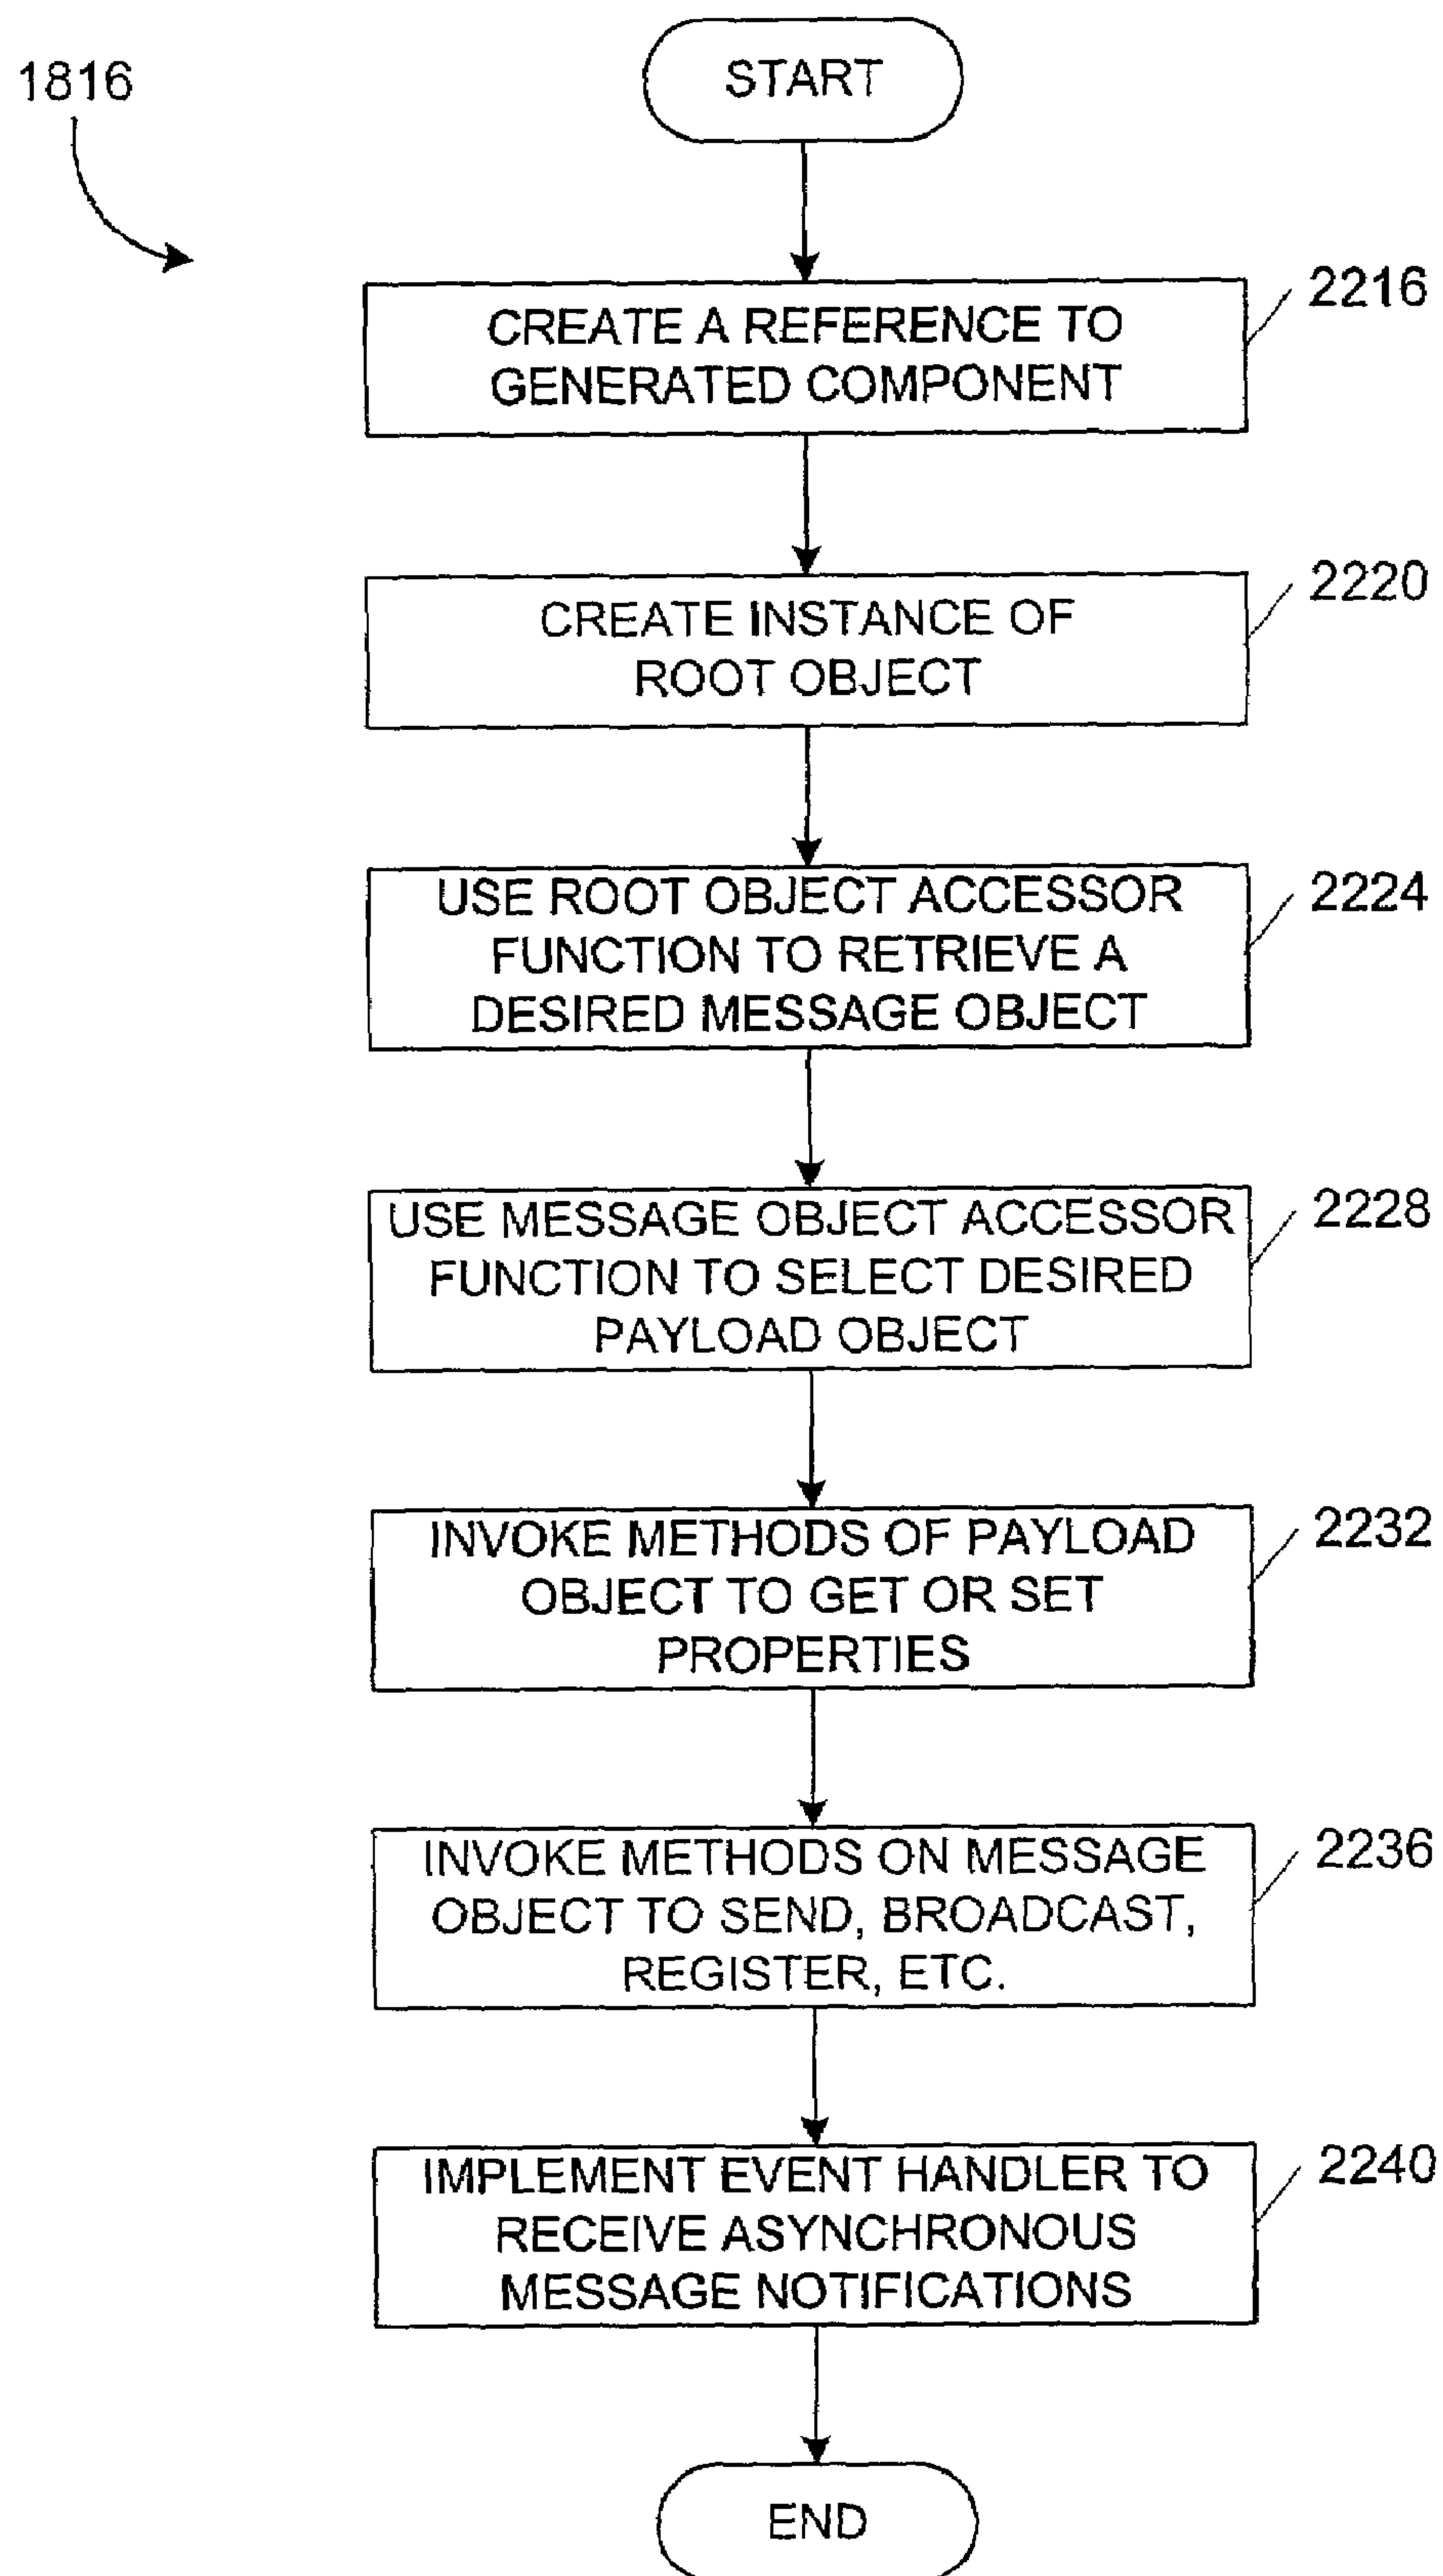 1816
START
2216
CREATE A REFERENCE TO
GENERATED COMPONENT
2220
CREATE INSTANCE OF
ROOT OBJECT
2224
USE ROOT OBJECT ACCESSOR
FUNCTION TO RETRIEVE A
DESIRED MESSAGE OBJECT
2228
USE MESSAGE OBJECT ACCESSOR
FUNCTION TO SELECT DESIRED
PAYLOAD OBJECT
2232
INVOKE METHODS OF PAYLOAD
OBJECT TO GET OR SET
PROPERTIES
2236
INVOKE METHODS ON MESSAGE
OBJECT TO SEND, BROADCAST,
REGISTER, ETC.
2240
IMPLEMENT EVENT HANDLER TO
RECEIVE ASYNCHRONOUS
MESSAGE NOTIFICATIONS
END